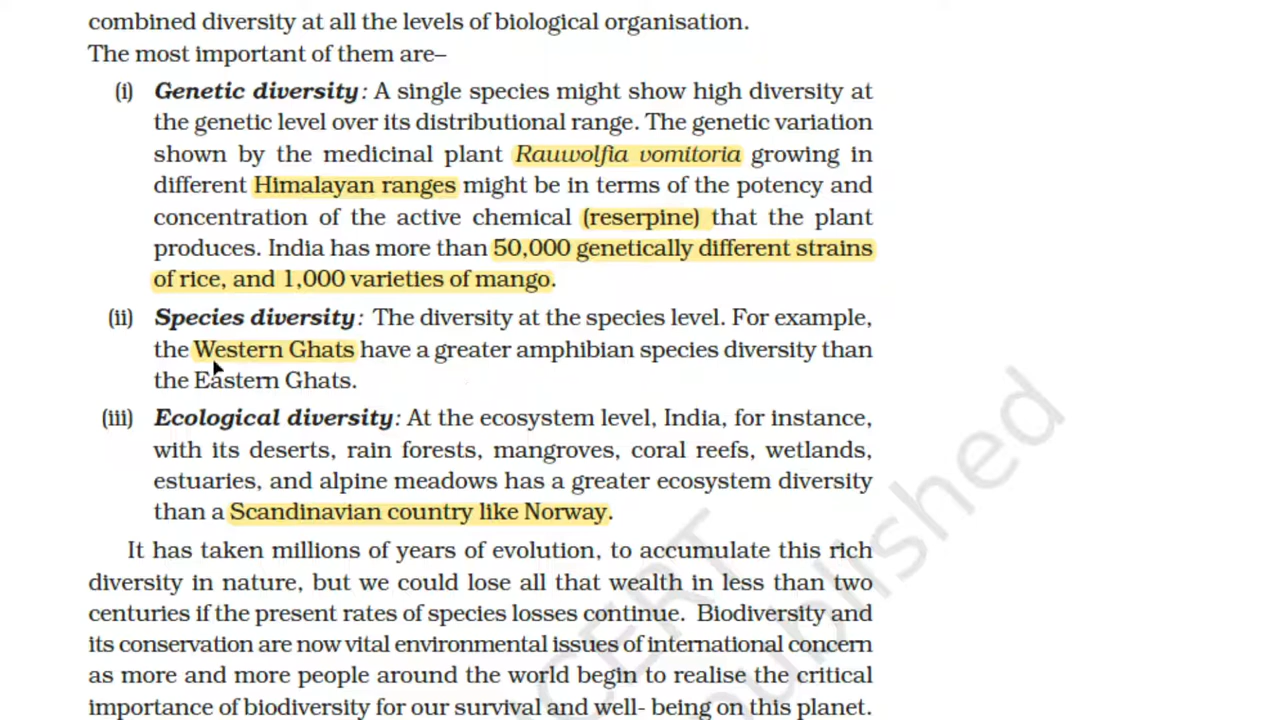 combined diversity at all the levels of biological organisation.
The most important of them are–
(i) Genetic diversity: A single species might show high diversity at
the genetic level over its distributional range. The genetic variation
shown by the medicinal plant Rauwolfia vomitoria growing in
different Himalayan ranges might be in terms of the potency and
concentration of the active chemical (reserpine) that the plant
produces. India has more than 50,000 genetically different strains
of rice, and 1,000 varieties of mango.
(ii) Species diversity: The diversity at the species level. For example,
the Western Ghats have a greater amphibian species diversity than
the Eastern Ghats.
(iii) Ecological diversity: At the ecosystem level, India, for instance,
with its deserts, rain forests, mangroves, coral reefs, wetlands,
estuaries, and alpine meadows has a greater ecosystem diversity
than a Scandinavian country like Norway.
It has taken millions of years of evolution, to accumulate this rich
diversity in nature, but we could lose all that wealth in less than two
centuries if the present rates of species losses continue. Biodiversity and
its conservation are now vital environmental issues of international concern
as more and more people around the world begin to realise the critical
importance of biodiversity for our survival and well- being on this planet.